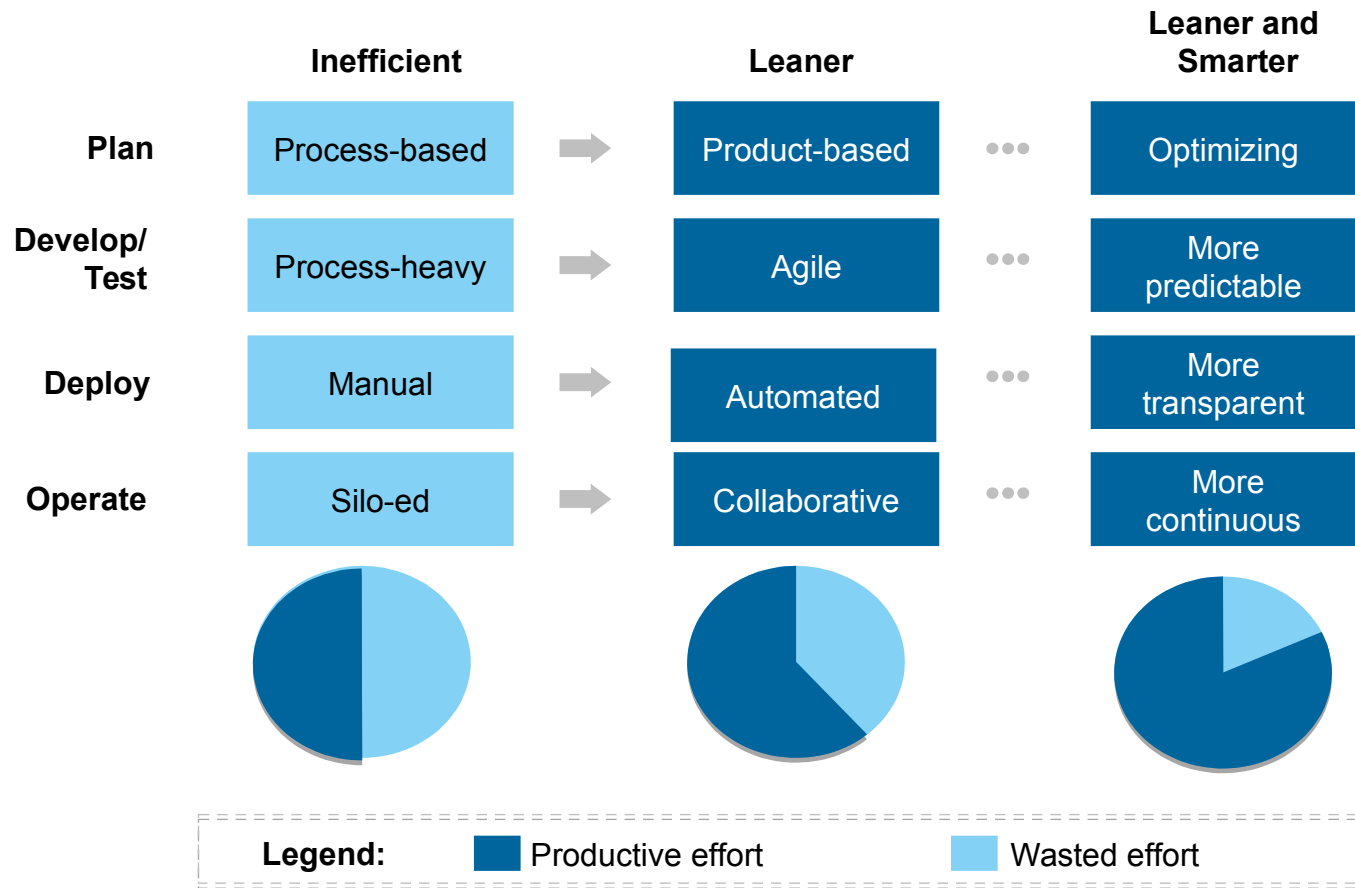 Inefficient
Leaner
Leaner and
Smarter
Plan
Process-based
Product-based
Optimizing
Develop/
Test
Process-heavy
Agile
More
predictable
Deploy
Manual
Automated
More
transparent
Operate
Silo-ed
Collaborative
More
continuous
Legend:
Productive effort
Wasted effort